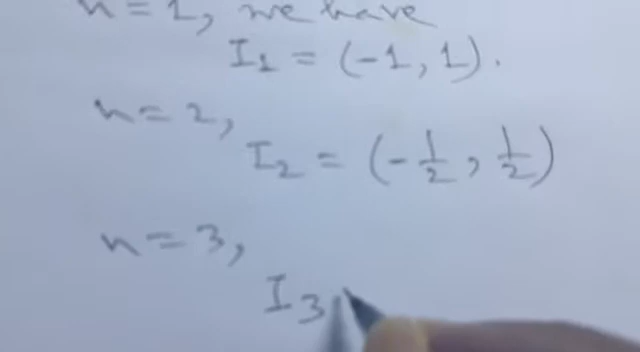 n = 1, we have
I₁ = (-1, 1).
n = 2,
I₂ = (-1/2, 1/2)
n = 3,
I₃